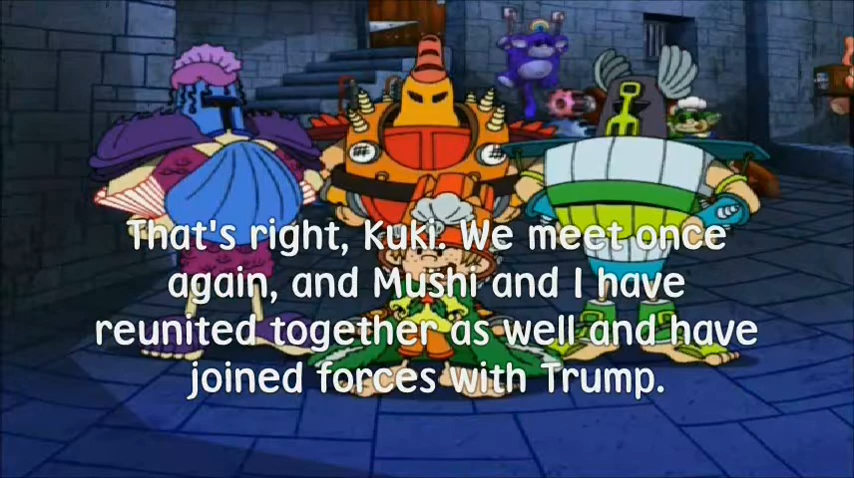 That's right, Kuki. We meet once
again, and Mushi and I have
reunited together as well and have
joined forces with Trump.